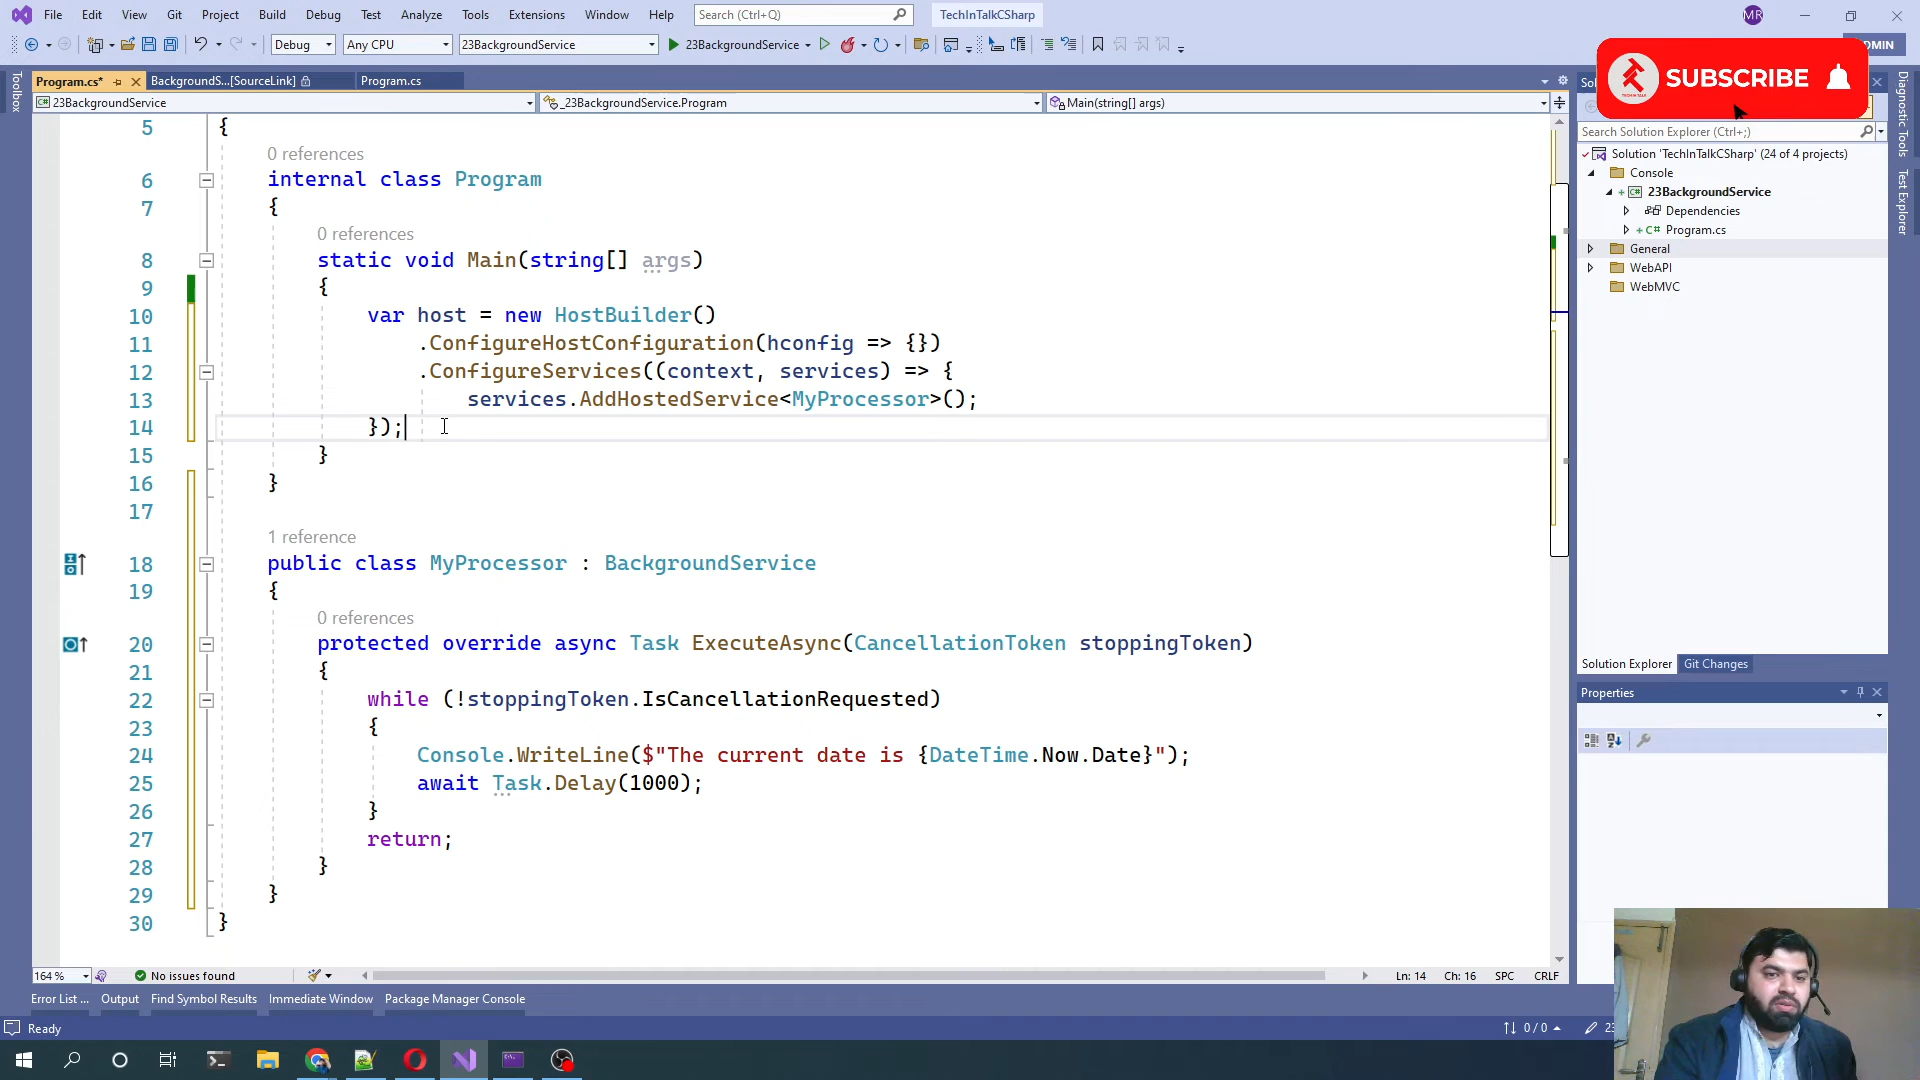 File Edit View Git Project Build Debug Test Analyze Tools Extensions Window Help Search (Ctrl+Q) TechInTalkCSharp MR
Debug Any CPU 23BackgroundService 23BackgroundService
SUBSCRIBE
Program.cs* BackgroundS...[SourceLink] Program.cs
23BackgroundService _23BackgroundService.Program Main(string[] args)
5 {
0 references
6 internal class Program
7 {
0 references
8 static void Main(string[] args)
9 {
10 var host = new HostBuilder()
11 .ConfigureHostConfiguration(hconfig => {})
12 .ConfigureServices((context, services) => {
13 services.AddHostedService<MyProcessor>();
14 });
15 }
16 }
17
1 reference
18 public class MyProcessor : BackgroundService
19 {
0 references
20 protected override async Task ExecuteAsync(CancellationToken stoppingToken)
21 {
22 while (!stoppingToken.IsCancellationRequested)
23 {
24 Console.WriteLine($"The current date is {DateTime.Now.Date}");
25 await Task.Delay(1000);
26 }
27 return;
28 }
29 }
30 }
164 % No issues found Ln: 14 Ch: 16 SPC CRLF
Error List ... Output Find Symbol Results Immediate Window Package Manager Console
Ready 0 / 0 23
Toolbox
Search Solution Explorer (Ctrl+;)
Solution 'TechInTalkCSharp' (24 of 4 projects)
Console
23BackgroundService
Dependencies
Program.cs
General
WebAPI
WebMVC
Solution Explorer Git Changes
Properties
Diagnostic Tools
Test Explorer